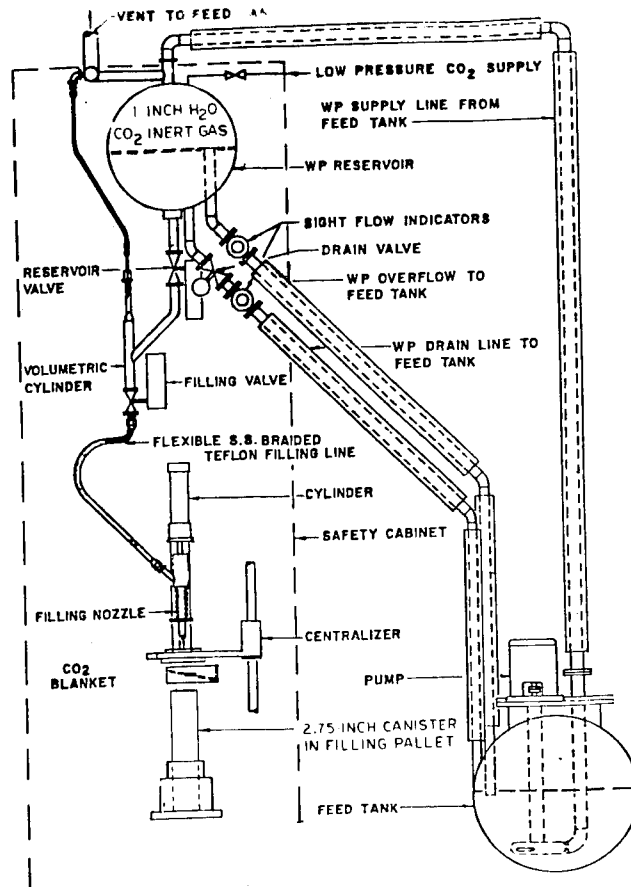 VENT TO FEED
LOW PRESSURE CO2 SUPPLY
1 INCH H2O
CO2 INERT GAS
WP SUPPLY LINE FROM
FEED TANK
WP RESERVOIR
SIGHT FLOW INDICATORS
DRAIN VALVE
RESERVOIR
VALVE
WP OVERFLOW TO
FEED TANK
WP DRAIN LINE TO
FEED TANK
VOLUMETRIC
CYLINDER
FILLING VALVE
FLEXIBLE S.S. BRAIDED
TEFLON FILLING LINE
CYLINDER
SAFETY CABINET
FILLING NOZZLE
CENTRALIZER
CO2
BLANKET
PUMP
2.75-INCH CANISTER
IN FILLING PALLET
FEED TANK